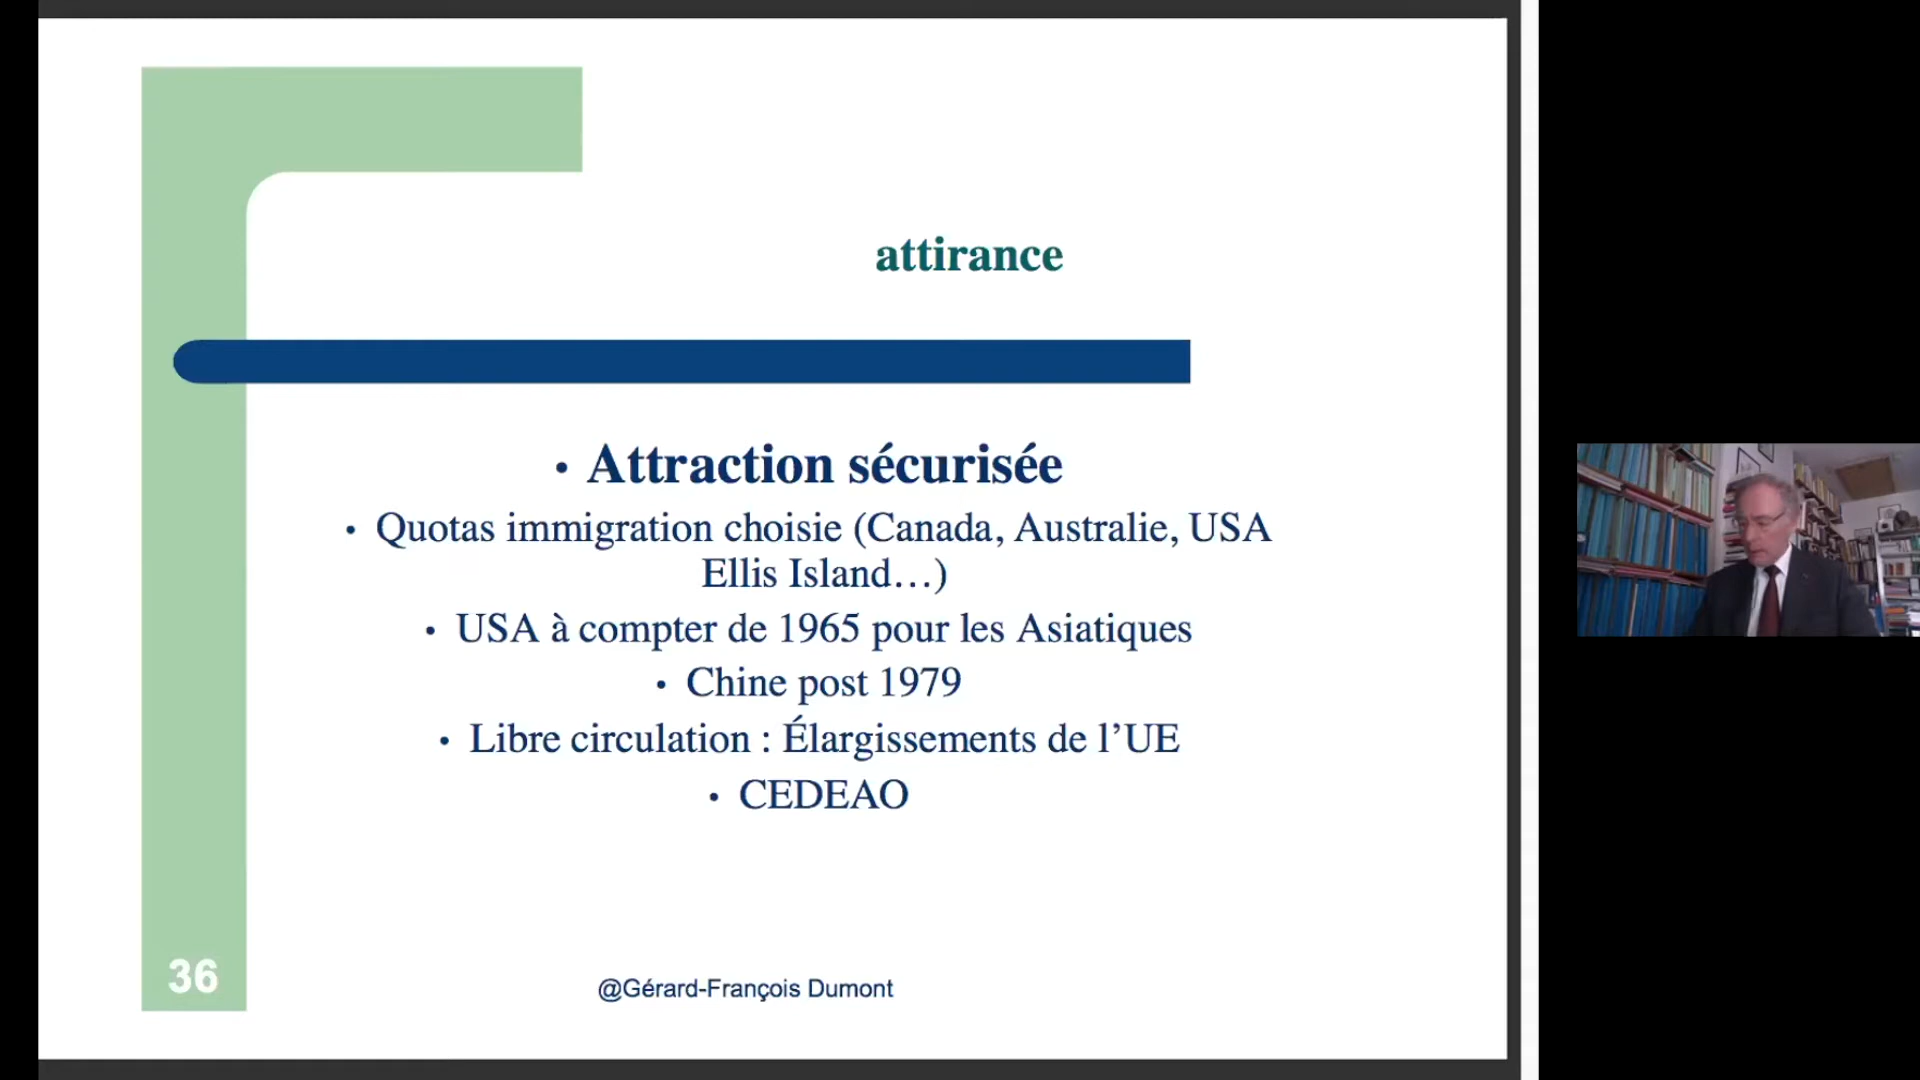 attirance
• Attraction sécurisée
• Quotas immigration choisie (Canada, Australie, USA
Ellis Island…)
• USA à compter de 1965 pour les Asiatiques
• Chine post 1979
• Libre circulation : Élargissements de l’UE
• CEDEAO
36
@Gérard-François Dumont